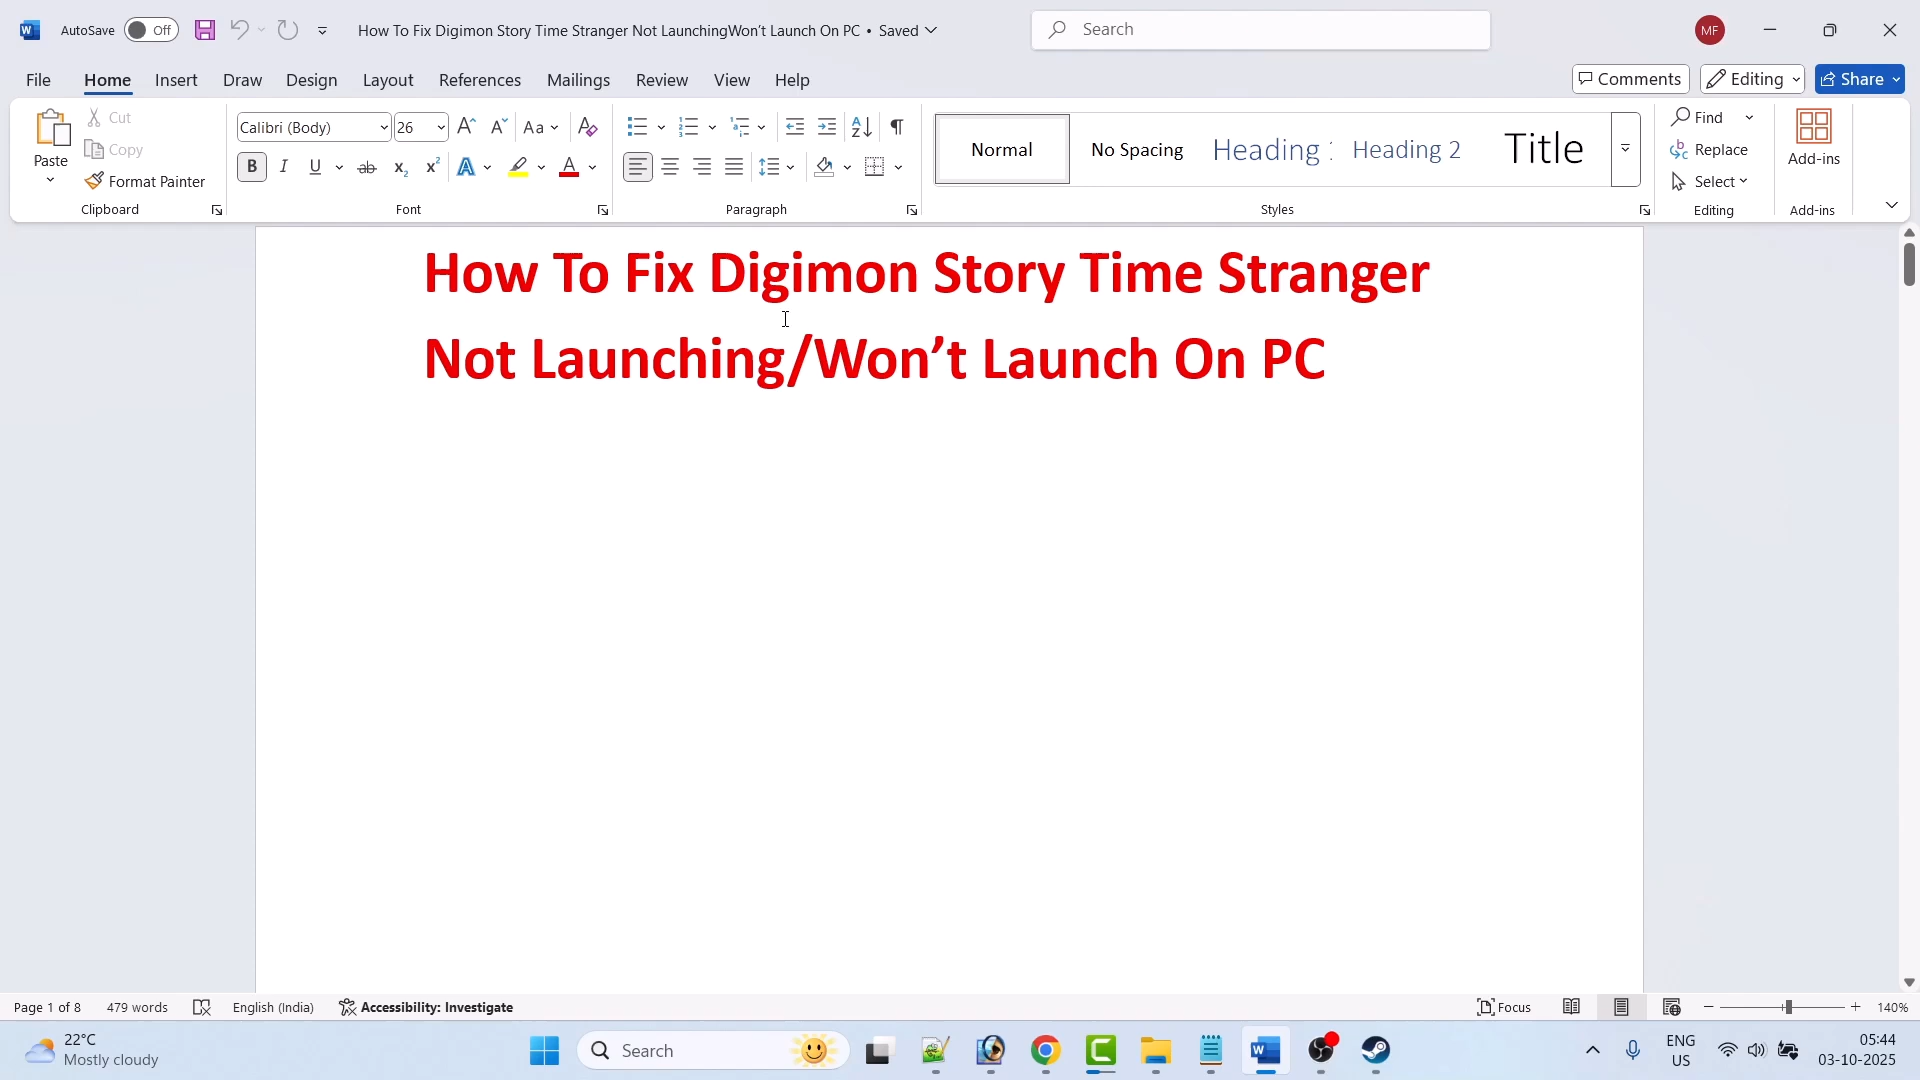 AutoSave Off How To Fix Digimon Story Time Stranger Not LaunchingWon't Launch On PC • Saved Search MF
File Home Insert Draw Design Layout References Mailings Review View Help Comments Editing Share
Paste Cut Copy Format Painter Clipboard
Calibri (Body) 26 Font
Paragraph
Normal No Spacing Heading Heading 2 Title Styles
Find Replace Select Editing
Add-ins Add-ins
How To Fix Digimon Story Time Stranger
Not Launching/Won’t Launch On PC
Page 1 of 8 479 words English (India) Accessibility: Investigate Focus 140%
22°C
Mostly cloudy
Search
ENG
US
05:44
03-10-2025